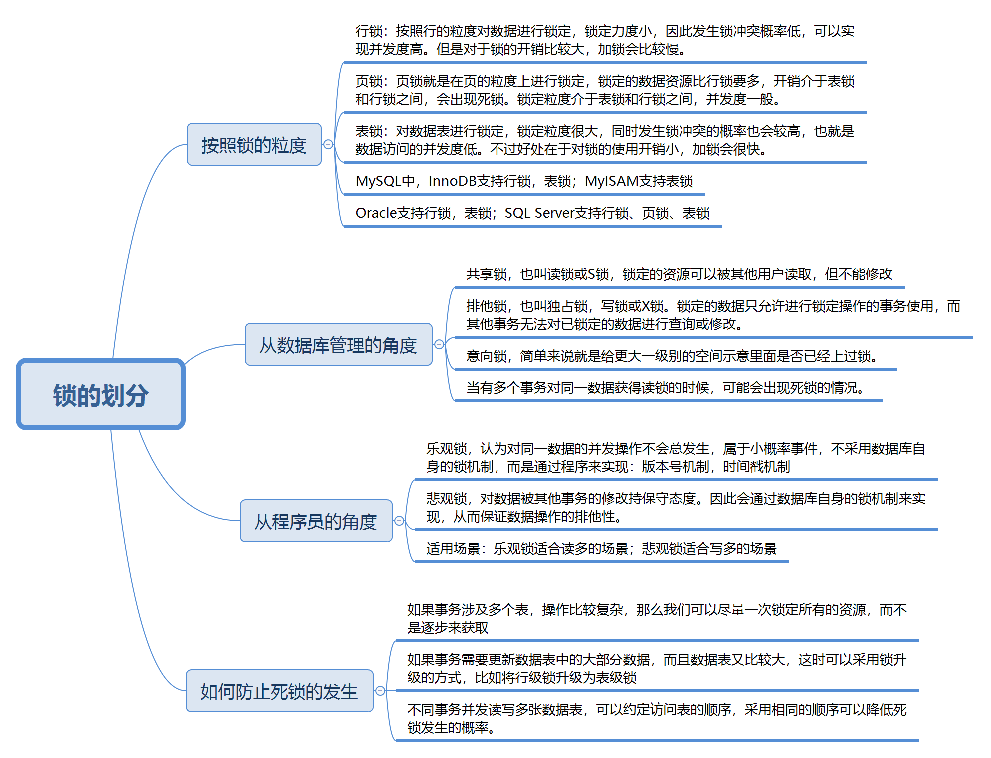 锁的划分
按照锁的粒度
行锁：按照行的粒度对数据进行锁定，锁定力度小，因此发生锁冲突概率低，可以实
现并发度高。但是对于锁的开销比较大，加锁会比较慢。
页锁：页锁就是在页的粒度上进行锁定，锁定的数据资源比行锁要多，开销介于表锁
和行锁之间，会出现死锁。锁定粒度介于表锁和行锁之间，并发度一般。
表锁：对数据表进行锁定，锁定粒度很大，同时发生锁冲突的概率也会较高，也就是
数据访问的并发度低。不过好处在于对锁的使用开销小，加锁会很快。
MySQL中，InnoDB支持行锁，表锁；MyISAM支持表锁
Oracle支持行锁，表锁；SQL Server支持行锁、页锁、表锁
从数据库管理的角度
共享锁，也叫读锁或S锁，锁定的资源可以被其他用户读取，但不能修改
排他锁，也叫独占锁，写锁或X锁。锁定的数据只允许进行锁定操作的事务使用，而
其他事务无法对已锁定的数据进行查询或修改。
意向锁，简单来说就是给更大一级别的空间示意里面是否已经上过锁。
当有多个事务对同一数据获得读锁的时候，可能会出现死锁的情况。
从程序员的角度
乐观锁，认为对同一数据的并发操作不会总发生，属于小概率事件，不采用数据库自
身的锁机制，而是通过程序来实现：版本号机制，时间戳机制
悲观锁，对数据被其他事务的修改持保守态度。因此会通过数据库自身的锁机制来实
现，从而保证数据操作的排他性。
适用场景：乐观锁适合读多的场景；悲观锁适合写多的场景
如何防止死锁的发生
如果事务涉及多个表，操作比较复杂，那么我们可以尽量一次锁定所有的资源，而不
是逐步来获取
如果事务需要更新数据表中的大部分数据，而且数据表又比较大，这时可以采用锁升
级的方式，比如将行级锁升级为表级锁
不同事务并发读写多张数据表，可以约定访问表的顺序，采用相同的顺序可以降低死
锁发生的概率。